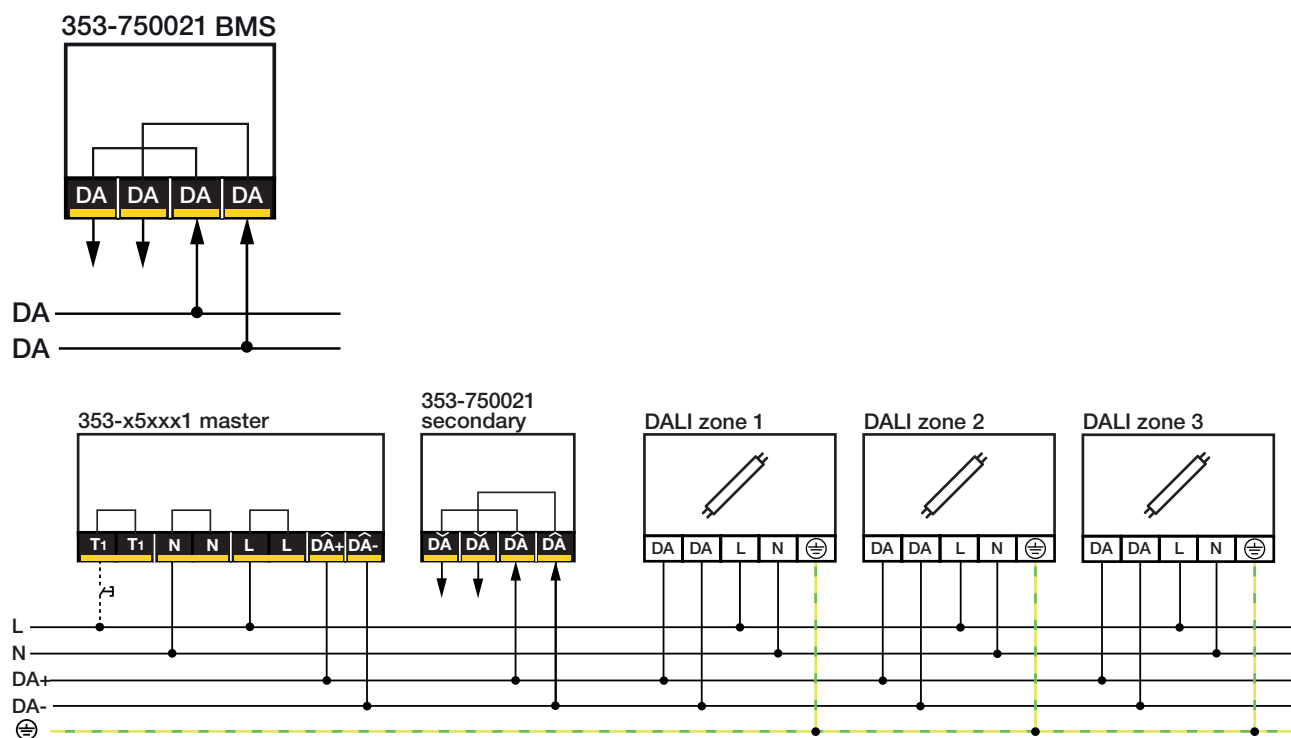 353-750021 BMS
DA DA DA DA
DA
DA
353-x5xxx1 master
353-750021
secondary
DALI zone 1
DALI zone 2
DALI zone 3
T1 T1 N N L L DA+ DA-
DA DA DA DA
DA DA L N
DA DA L N
DA DA L N
L
N
DA+
DA-